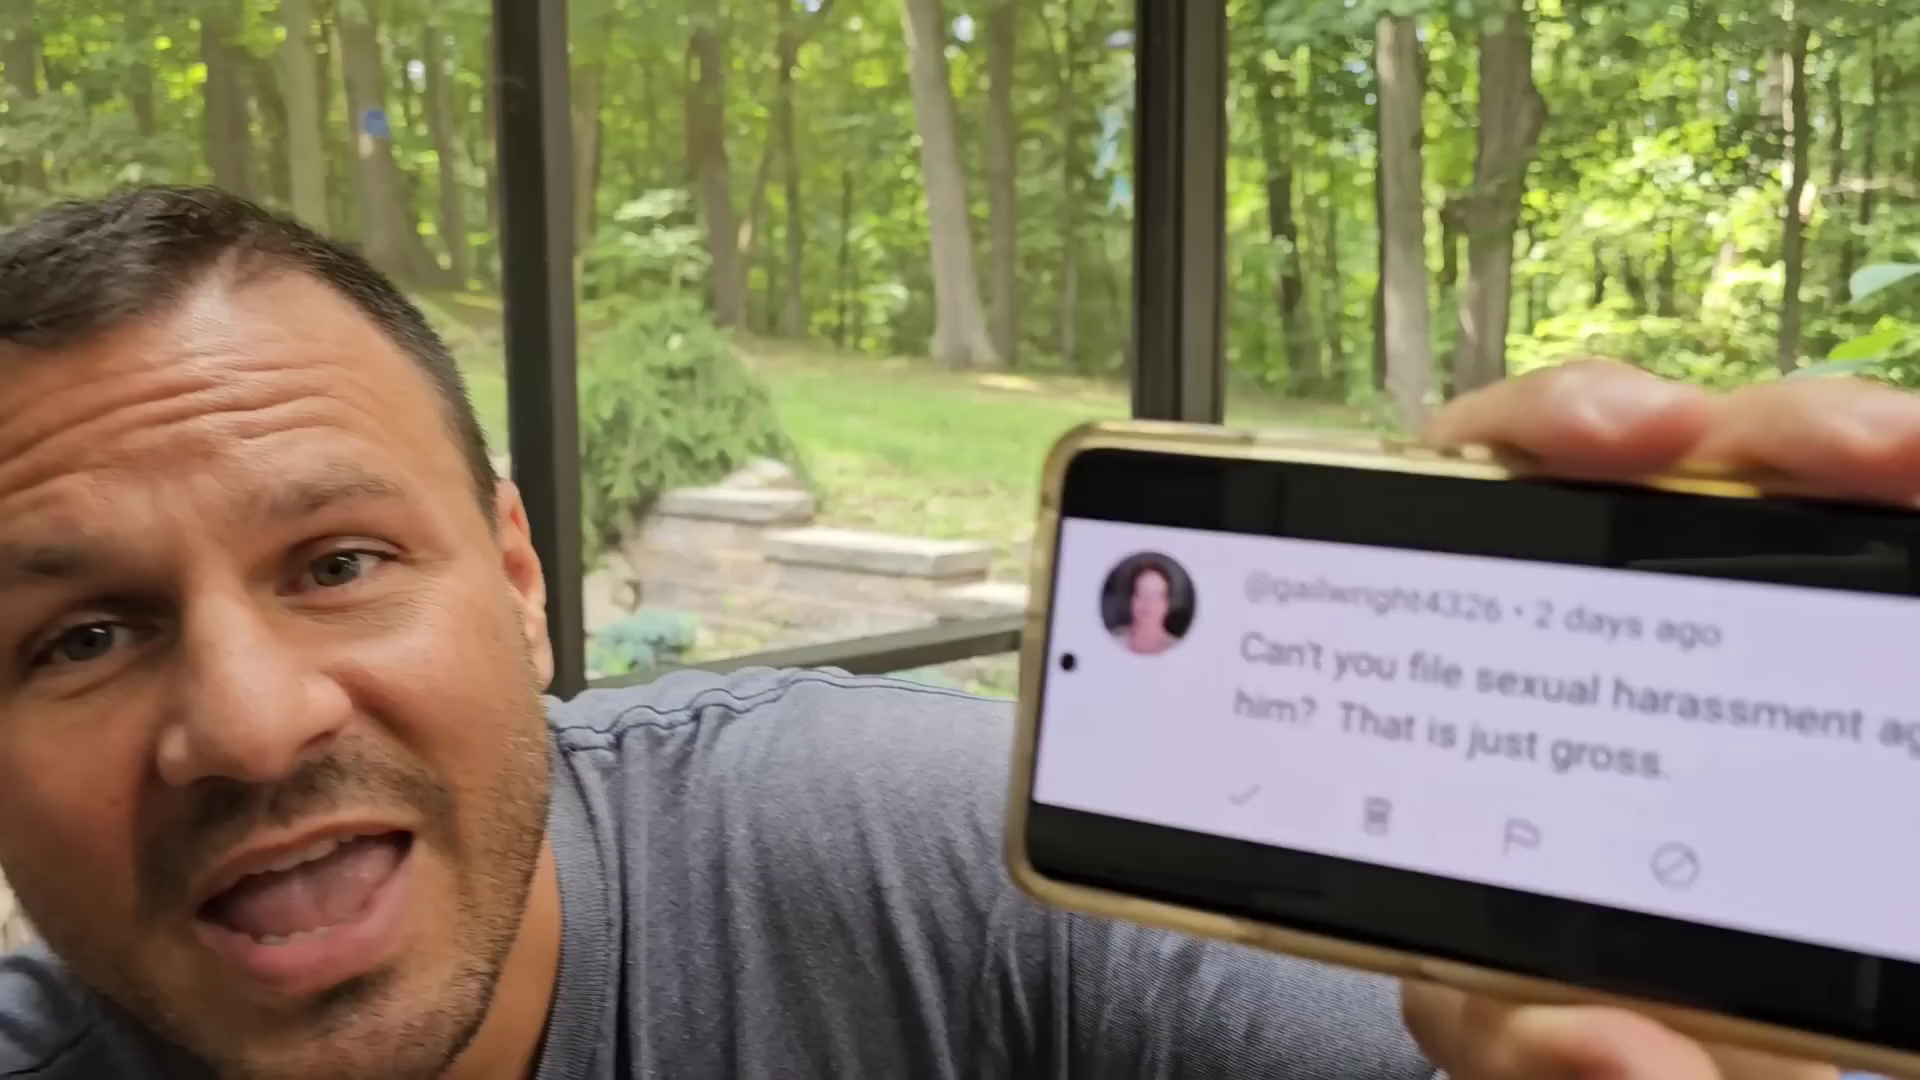 @gailwright4326 • 2 days ago
Can't you file sexual harassment
him? That is just gross.